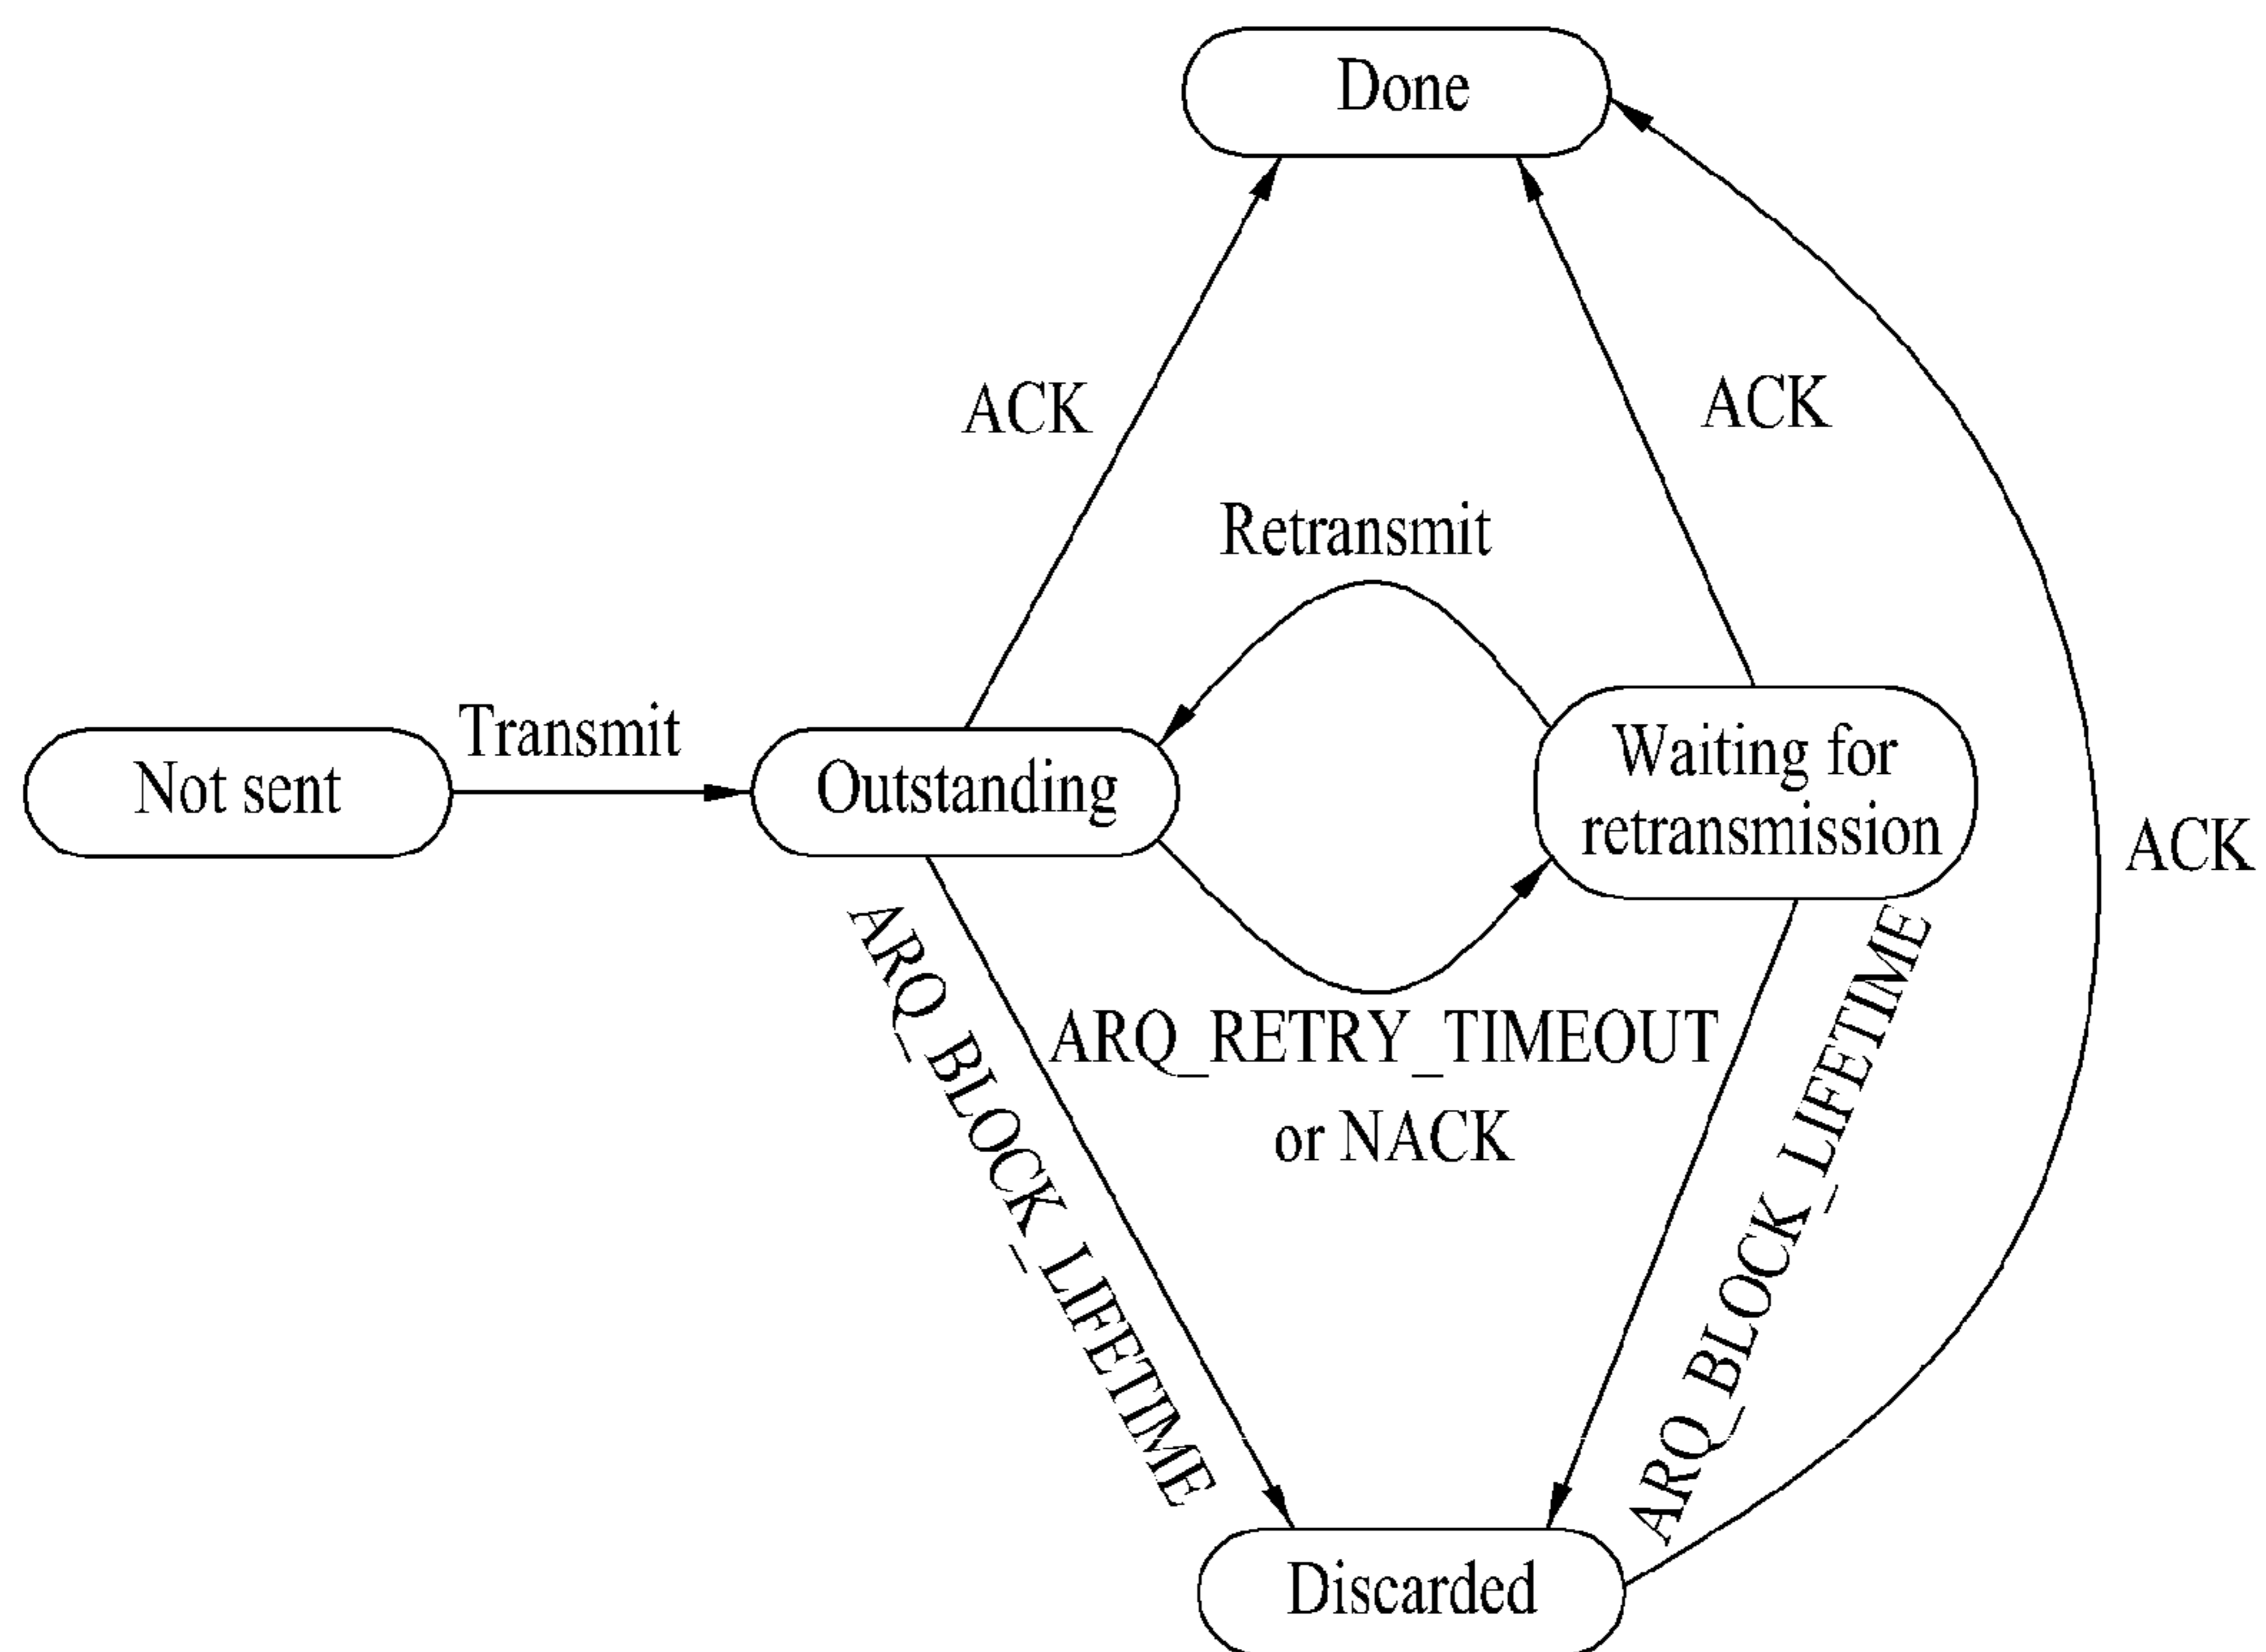 Done
ACK
ACK
Retransmit
Transmit
Not sent
Outstanding
Waiting for
retransmission
ACK
ARQ_BLOCK_LIFETIME
ARQ_RETRY_TIMEOUT
or NACK
ARQ_BLOCK_LIFETIME
Discarded